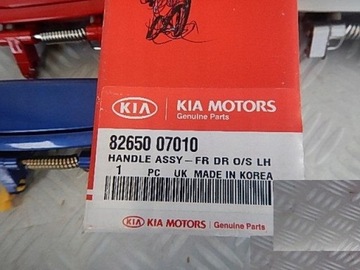 KIA
KIA MOTORS
Genuine Parts
82650 07010
HANDLE ASSY-FR DR O/S LH
1 PC UK MADE IN KOREA
KIA KIA MOTORS Genuine Parts